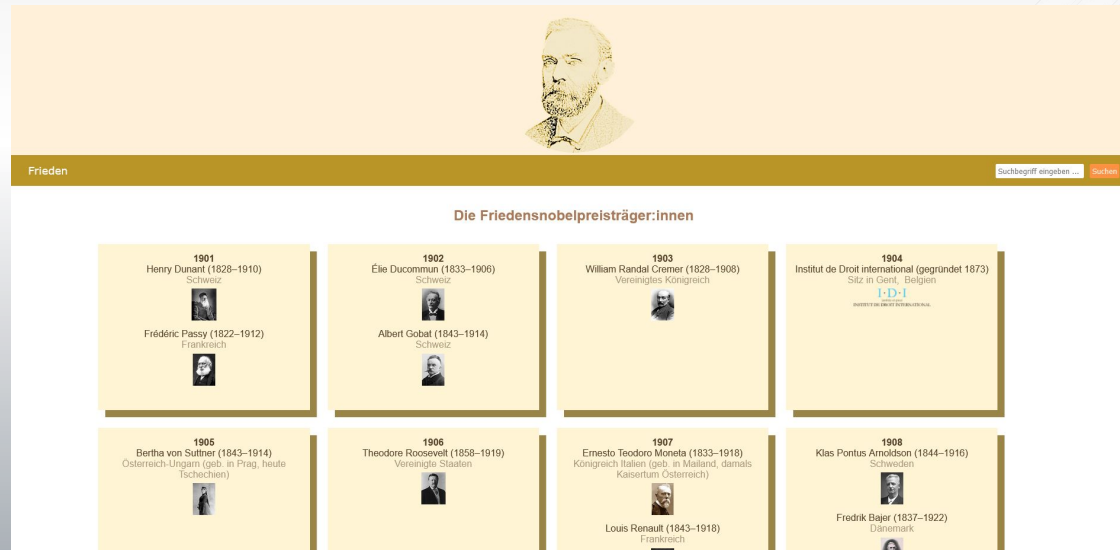 Frieden
Suchbegriff eingeben ...
Suchen
Die Friedensnobelpreisträger:innen
1901
Henry Dunant (1828–1910)
Schweiz
Frédéric Passy (1822–1912)
Frankreich
1902
Élie Ducommun (1833–1906)
Schweiz
Albert Gobat (1843–1914)
Schweiz
1903
William Randal Cremer (1828–1908)
Vereinigtes Königreich
1904
Institut de Droit international (gegründet 1873)
Sitz in Gent, Belgien
I·D·I
INSTITUT DE DROIT INTERNATIONAL
1905
Bertha von Suttner (1843–1914)
Österreich-Ungarn (geb. in Prag, heute
Tschechien)
1906
Theodore Roosevelt (1858–1919)
Vereinigte Staaten
1907
Ernesto Teodoro Moneta (1833–1918)
Königreich Italien (geb. in Mailand, damals
Kaisertum Österreich)
Louis Renault (1843–1918)
Frankreich
1908
Klas Pontus Arnoldson (1844–1916)
Schweden
Fredrik Bajer (1837–1922)
Dänemark